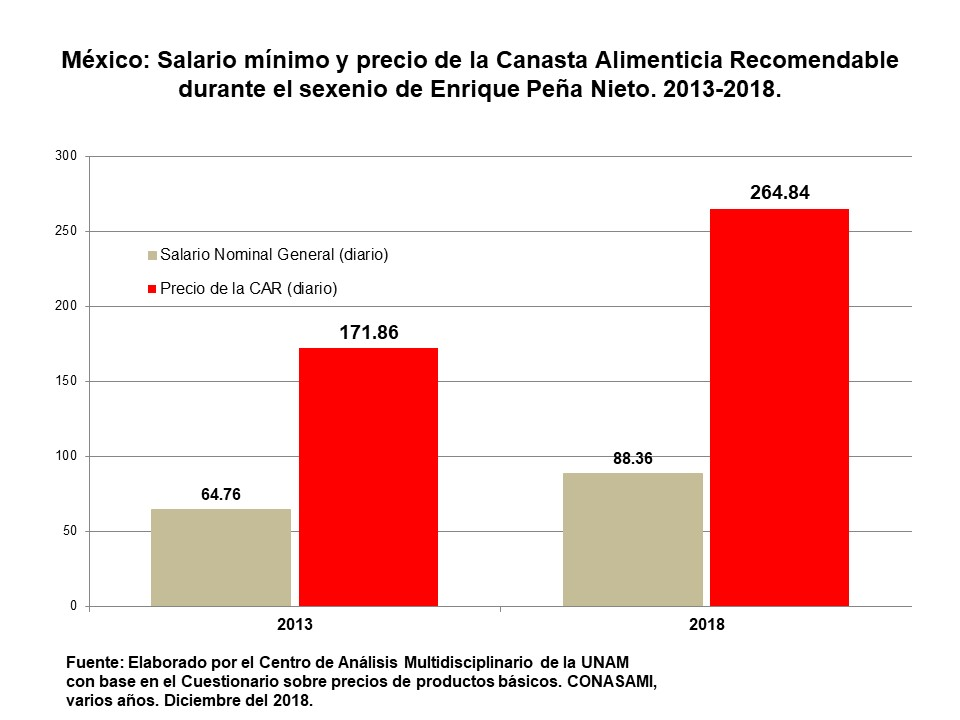 México: Salario mínimo y precio de la Canasta Alimenticia Recomendable
durante el sexenio de Enrique Peña Nieto. 2013-2018.
300
250
200
150
100
50
0
Salario Nominal General (diario)
Precio de la CAR (diario)
64.76
171.86
88.36
264.84
2013
2018
Fuente: Elaborado por el Centro de Análisis Multidisciplinario de la UNAM
con base en el Cuestionario sobre precios de productos básicos. CONASAMI,
varios años. Diciembre del 2018.